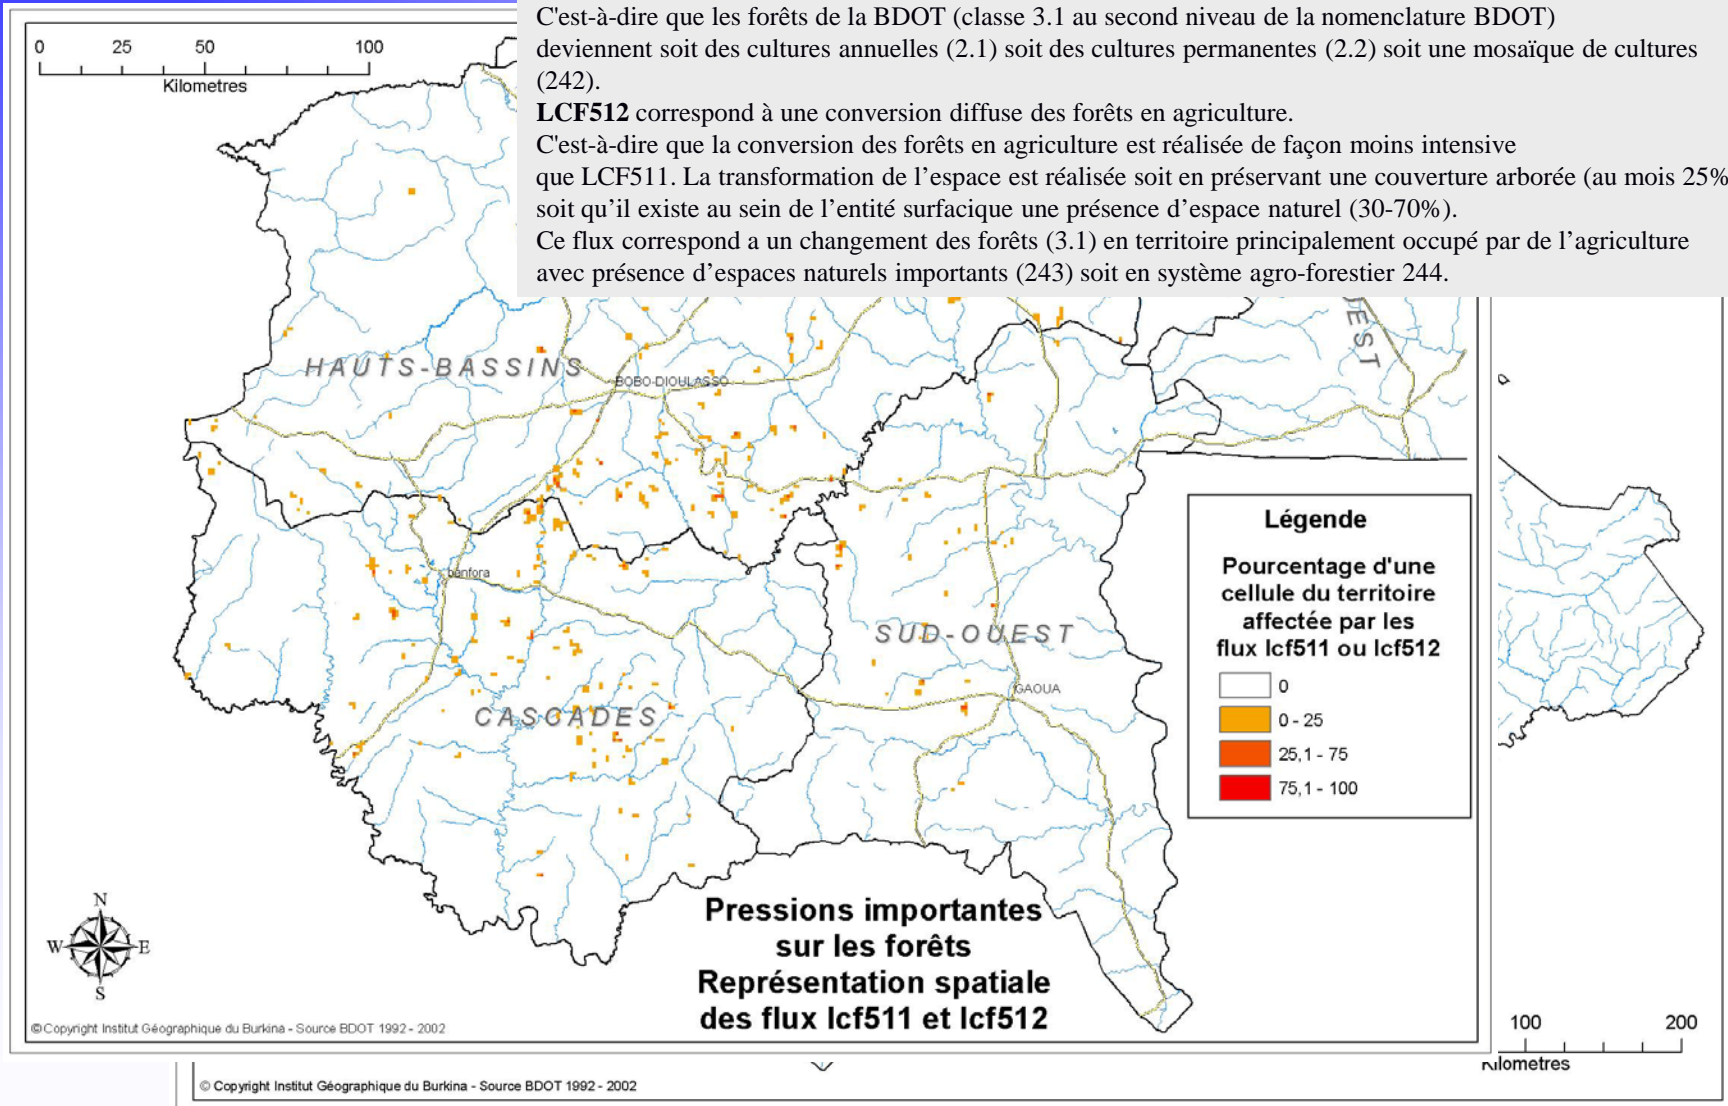 C'est-à-dire que les forêts de la BDOT (classe 3.1 au second niveau de la nomenclature BDOT)
deviennent soit des cultures annuelles (2.1) soit des cultures permanentes (2.2) soit une mosaïque de cultures
(242).
LCF512 correspond à une conversion diffuse des forêts en agriculture.
C'est-à-dire que la conversion des forêts en agriculture est réalisée de façon moins intensive
que LCF511. La transformation de l’espace est réalisée soit en préservant une couverture arborée (au mois 25%
soit qu’il existe au sein de l’entité surfacique une présence d’espace naturel (30-70%).
Ce flux correspond a un changement des forêts (3.1) en territoire principalement occupé par de l’agriculture
avec présence d’espaces naturels importants (243) soit en système agro-forestier 244.
0 25 50 100
Kilometres
HAUTS-BASSINS
BOBO-DIOULASSO
EST
banfora
SUD-OUEST
GAOUA
CASCADES
Légende
Pourcentage d'une
cellule du territoire
affectée par les
flux lcf511 ou lcf512
0
0 - 25
25,1 - 75
75,1 - 100
N
W E
S
Pressions importantes
sur les forêts
Représentation spatiale
des flux lcf511 et lcf512
© Copyright Institut Géographique du Burkina - Source BDOT 1992 - 2002
100 200
Kilometres
© Copyright Institut Géographique du Burkina - Source BDOT 1992 - 2002